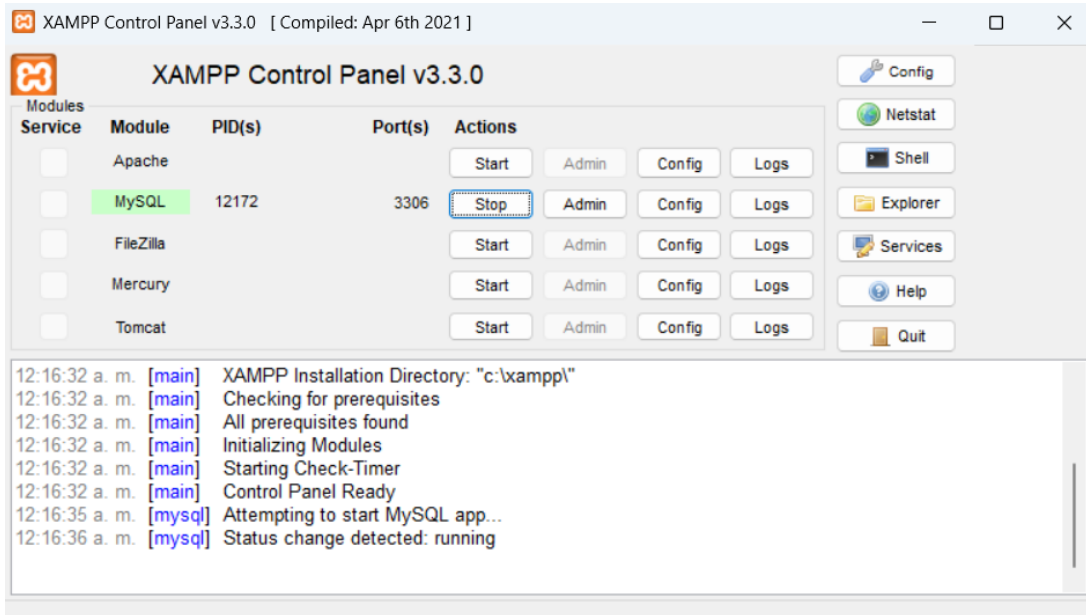 XAMPP Control Panel v3.3.0 [ Compiled: Apr 6th 2021 ]
XAMPP Control Panel v3.3.0
Config
Modules
Service Module PID(s) Port(s) Actions
Netstat
Apache Start Admin Config Logs
Shell
MySQL 12172 3306 Stop Admin Config Logs
Explorer
FileZilla Start Admin Config Logs
Services
Mercury Start Admin Config Logs
Help
Tomcat Start Admin Config Logs
Quit
12:16:32 a. m. [main] XAMPP Installation Directory: "c:\xampp\"
12:16:32 a. m. [main] Checking for prerequisites
12:16:32 a. m. [main] All prerequisites found
12:16:32 a. m. [main] Initializing Modules
12:16:32 a. m. [main] Starting Check-Timer
12:16:32 a. m. [main] Control Panel Ready
12:16:35 a. m. [mysql] Attempting to start MySQL app...
12:16:36 a. m. [mysql] Status change detected: running